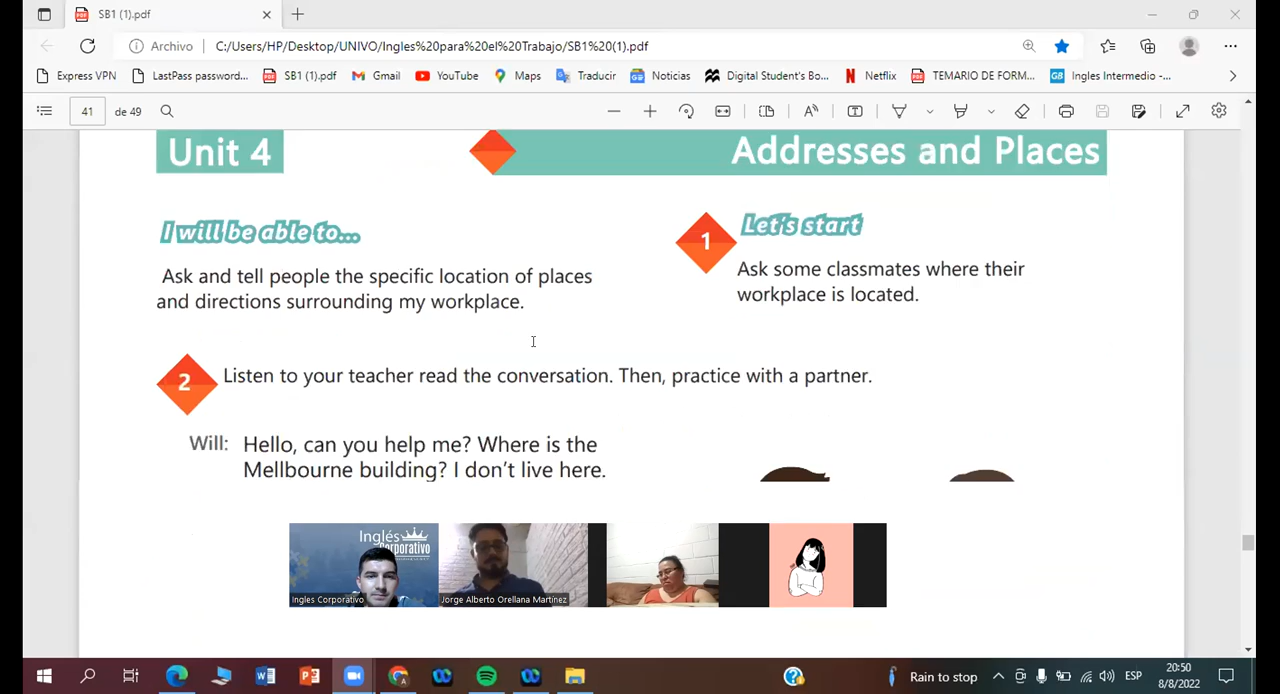 SB1 (1).pdf
Archivo
C:/Users/HP/Desktop/UNIVO/Ingles%20para%20el%20Trabajo/SB1%20(1).pdf
Express VPN
LastPass password...
SB1 (1).pdf
Gmail
YouTube
Maps
Traducir
Noticias
Digital Student's Bo...
Netflix
TEMARIO DE FORM...
Ingles Intermedio -...
41
de 49
Unit 4
Addresses and Places
I will be able to...
Ask and tell people the specific location of places
and directions surrounding my workplace.
1
Let's start
Ask some classmates where their
workplace is located.
2
Listen to your teacher read the conversation. Then, practice with a partner.
Will:
Hello, can you help me? Where is the
Mellbourne building? I don't live here.
Inglés
Corporativo
Ingles Corporativo
Jorge Alberto Orellana Martínez
Rain to stop
ESP
20:50
8/8/2022